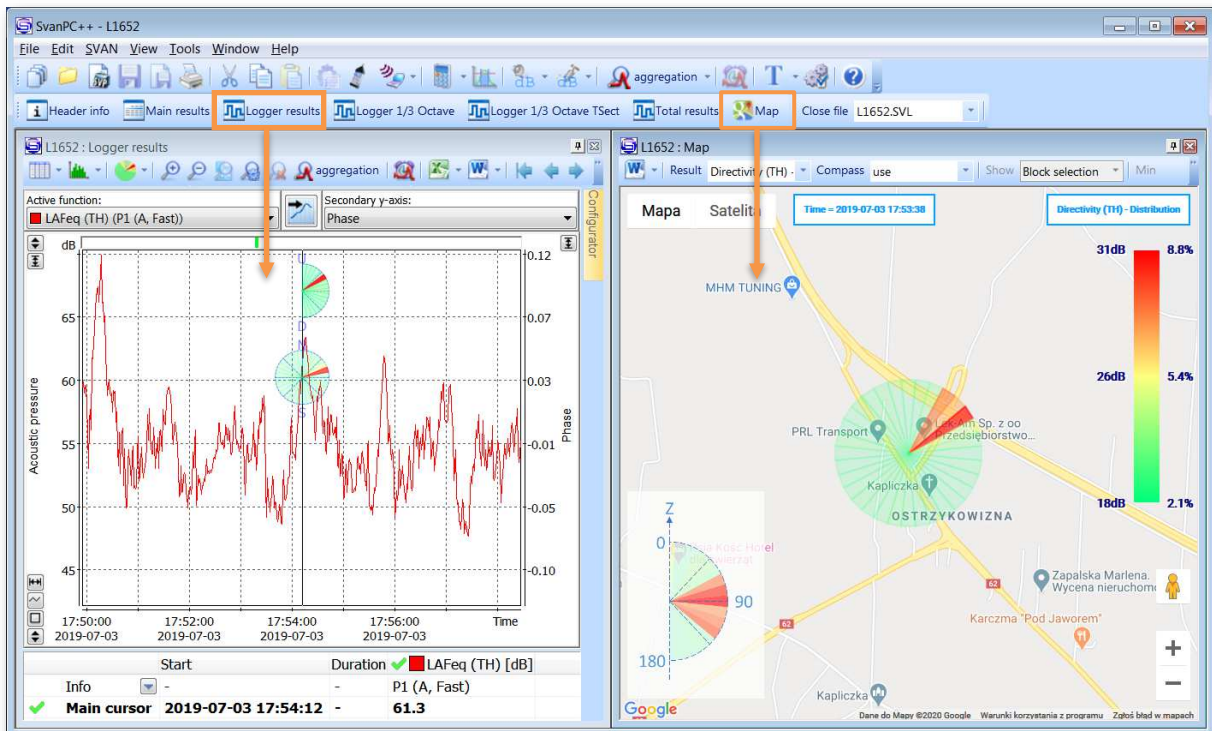 SvanPC++ - L1652
File Edit SVAN View Tools Window Help
aggregation
Header info Main results Logger results Logger 1/3 Octave Logger 1/3 Octave TSect Total results Map Close file L1652.SVL
L1652 : Logger results
aggregation
Active function:
LAFeq (TH) (P1 (A, Fast))
Secondary y-axis:
Phase
Configurator
dB
65
60
55
50
45
Acoustic pressure
0.12
0.07
0.03
-0.01
-0.05
-0.10
Phase
U
D
N
S
17:50:00 17:52:00 17:54:00 17:56:00 Time
2019-07-03 2019-07-03 2019-07-03 2019-07-03
Start Duration LAFeq (TH) [dB]
Info - - P1 (A, Fast)
Main cursor 2019-07-03 17:54:12 - 61.3
L1652 : Map
Result Directivity (TH) - Compass use Show Block selection Min
Mapa Satelita
Time = 2019-07-03 17:53:38
Directivity (TH) - Distribution
31dB 8.8%
26dB 5.4%
18dB 2.1%
MHM TUNING
PRL Transport
Lek-Am Sp. z oo
Przedsiębiorstwo...
Kapliczka
OSTRZYKOWIZNA
Z
0
90
180
62
Zapalska Marlena.
Wycena nieruchomo
Karczma "Pod Jaworem"
62
Kapliczka
Google
Dane do Mapy ©2020 Google Warunki korzystania z programu Zgłoś błąd w mapach